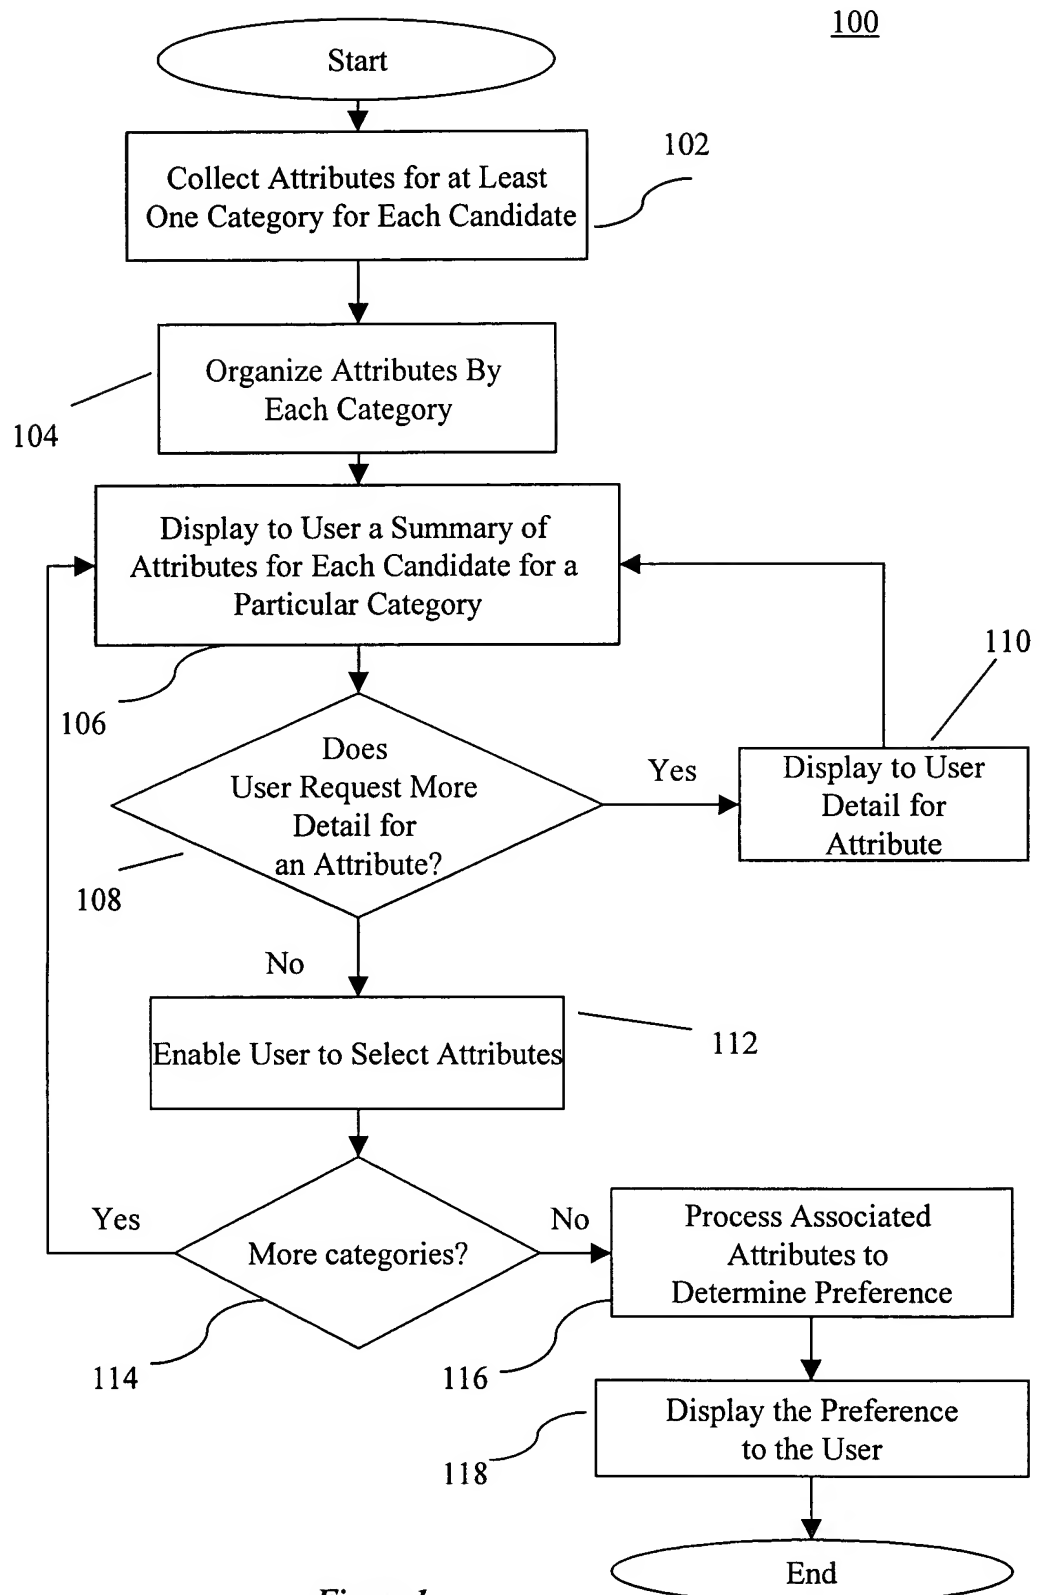 100
Start
102
Collect Attributes for at Least
One Category for Each Candidate
104
Organize Attributes By
Each Category
Display to User a Summary of
Attributes for Each Candidate for a
Particular Category
106
110
Does
User Request More
Detail for
an Attribute?
108
Yes
Display to User
Detail for
Attribute
No
112
Enable User to Select Attributes
Yes
More categories?
No
114
Process Associated
Attributes to
Determine Preference
116
Display the Preference
to the User
118
End